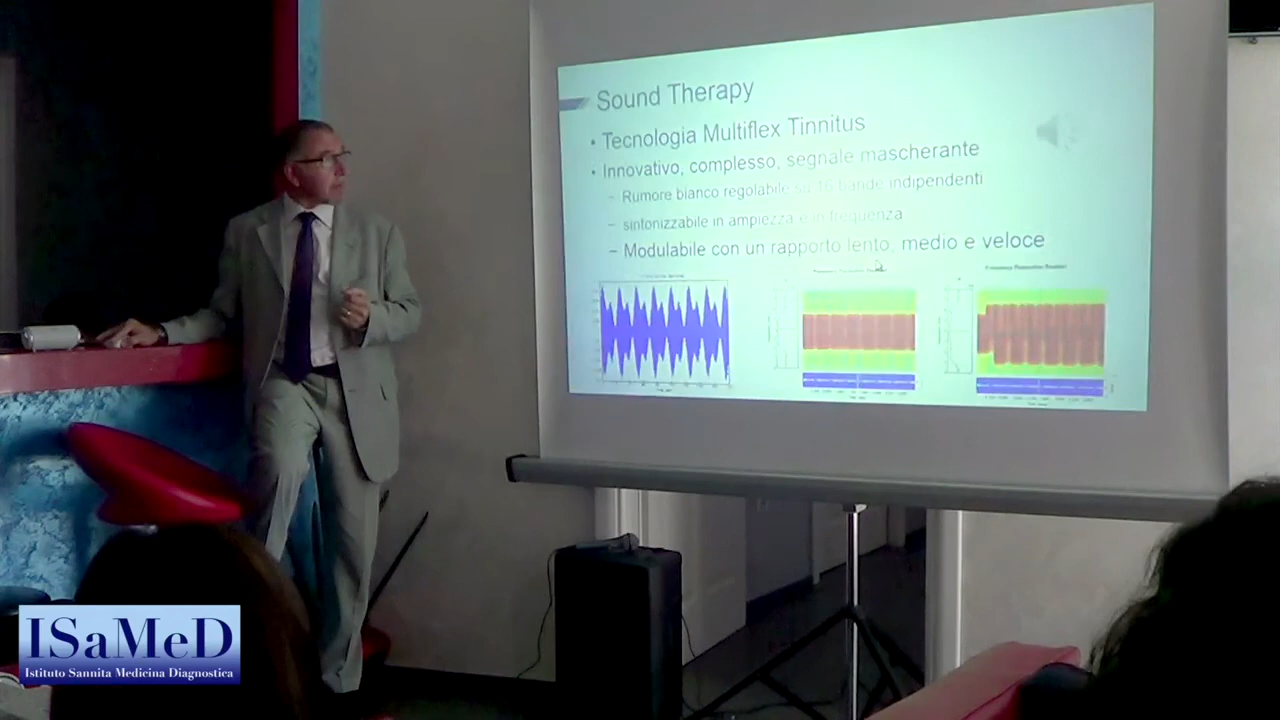 Sound Therapy
• Tecnologia Multiflex Tinnitus
• Innovativo, complesso, segnale mascherante
– Rumore bianco regolabile su 16 bande indipendenti
– sintonizzabile in ampiezza e in frequenza
– Modulabile con un rapporto lento, medio e veloce
ISaMeD
Istituto Sannita Medicina Diagnostica